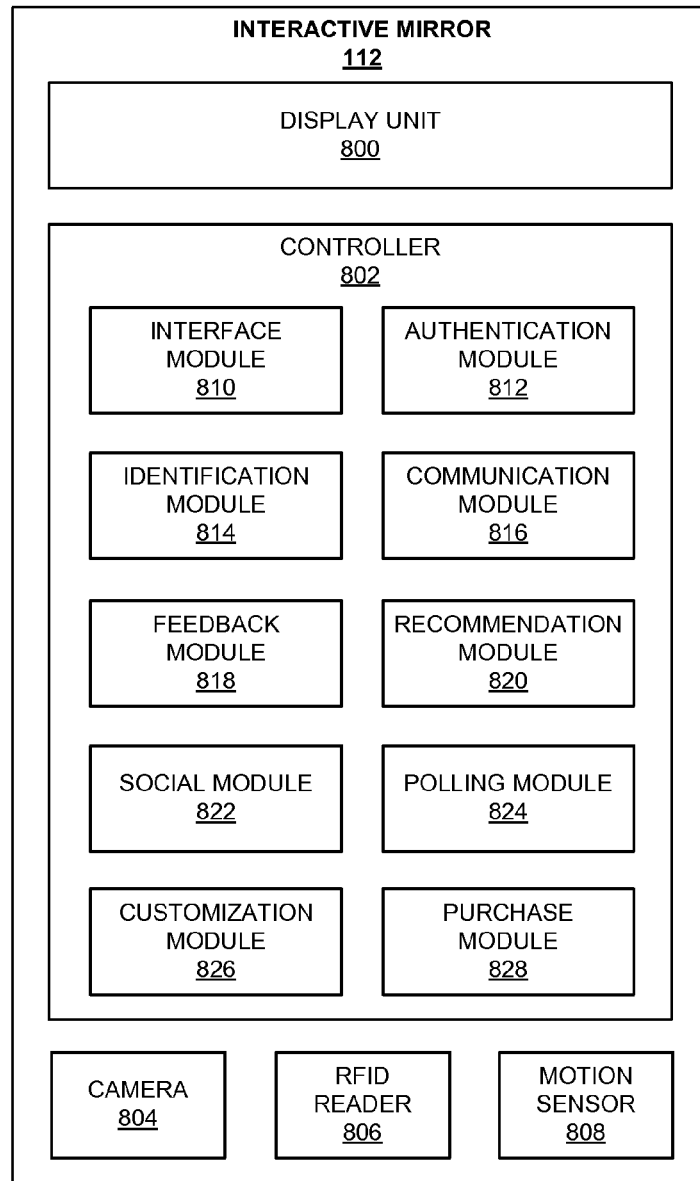 INTERACTIVE MIRROR
112
DISPLAY UNIT
800
CONTROLLER
802
INTERFACE
MODULE
810
AUTHENTICATION
MODULE
812
IDENTIFICATION
MODULE
814
COMMUNICATION
MODULE
816
FEEDBACK
MODULE
818
RECOMMENDATION
MODULE
820
SOCIAL MODULE
822
POLLING MODULE
824
CUSTOMIZATION
MODULE
826
PURCHASE
MODULE
828
CAMERA
804
RFID
READER
806
MOTION
SENSOR
808